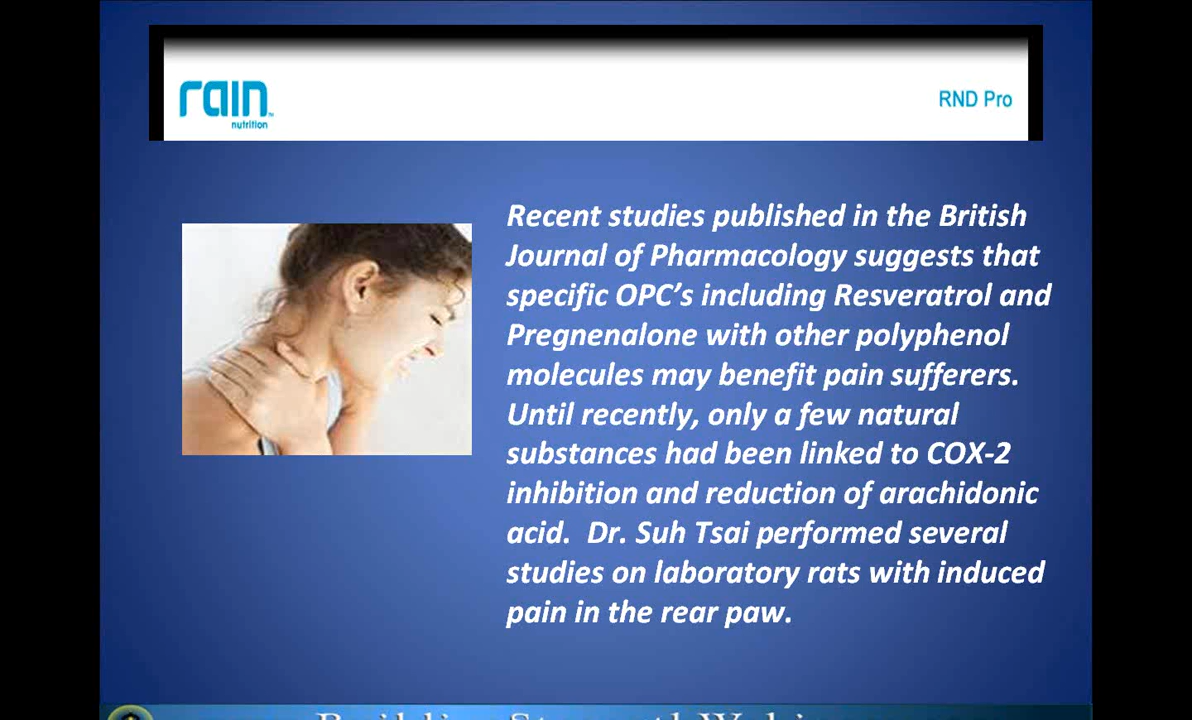 rain
nutrition
RND Pro
Recent studies published in the British
Journal of Pharmacology suggests that
specific OPC’s including Resveratrol and
Pregnenalone with other polyphenol
molecules may benefit pain sufferers.
Until recently, only a few natural
substances had been linked to COX-2
inhibition and reduction of arachidonic
acid.  Dr. Suh Tsai performed several
studies on laboratory rats with induced
pain in the rear paw.